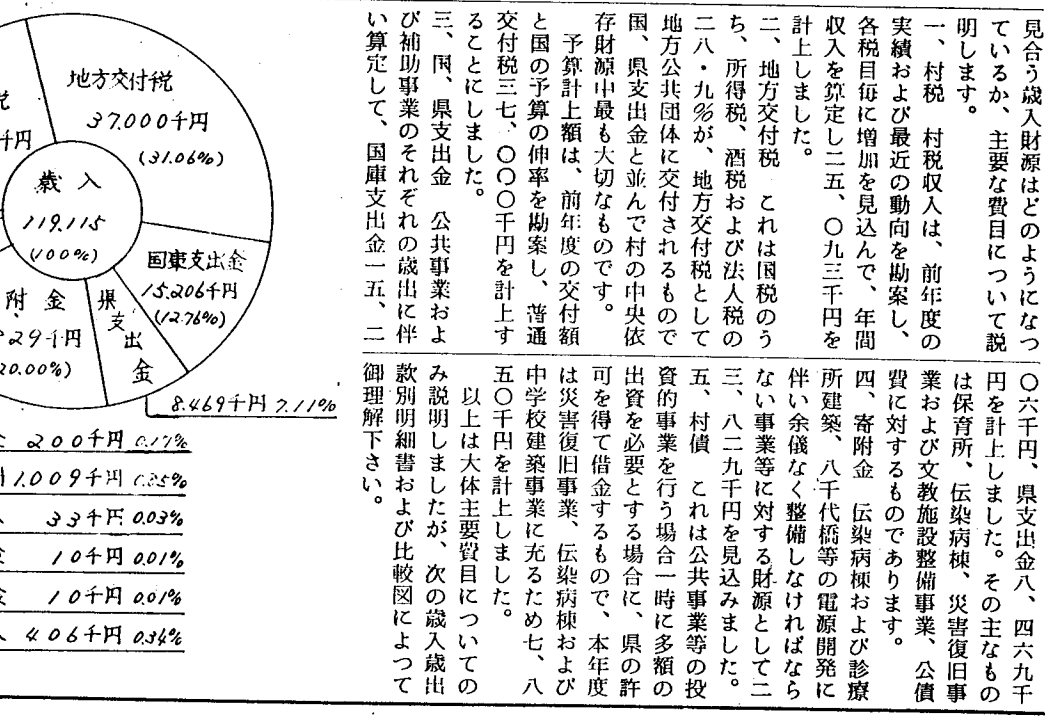 見合う歳入財源はどのようになつ
ているか、主要な費目について説
明します。
一、村税　村税収入は、前年度の
実績および最近の動向を勘案し、
各税目毎に増加を見込んで、年間
収入を算定し二五、〇九三千円を
計上しました。
二、地方交付税　これは国税のう
ち、所得税、酒税および法人税の
二八・九％が、地方交付税として
地方公共団体に交付されるもので
国、県支出金と並んで村の中央依
存財源中最も大切なものです。
予算計上額は、前年度の交付額
と国の予算の伸率を勘案し、普通
交付税三七、〇〇〇千円を計上す
ることにしました。
三、国、県支出金　公共事業およ
び補助事業のそれぞれの歳出に伴
い算定して、国庫支出金一五、二
〇六千円、県支出金八、四六九千
円を計上しました。その主なもの
は保育所、伝染病棟、災害復旧事
業および文教施設整備事業、公債
費に対するものであります。
四、寄附金　伝染病棟および診療
所建築、八千代橋等の電源開発に
伴い余儀なく整備しなければなら
ない事業等に対する財源として二
三、八二九千円を見込みました。
五、村債　これは公共事業等の投
資的事業を行う場合一時に多額の
出資を必要とする場合に、県の許
可を得て借金するもので、本年度
は災害復旧事業、伝染病棟および
中学校建築事業に充るため七、八
五〇千円を計上しました。
以上は大体主要費目についての
み説明しましたが、次の歳入歳出
款別明細書および比較図によつて
御理解下さい。
地方交付税
37.000千円
(31.06%)
税
千円
歳入
119.115
(100%)
国庫支出金
15.206千円
(12.76%)
県支出金
附金
829千円
20.00%)
8.469千円 7.11%
200千円 0.17%
1.009千円 0.85%
33千円 0.03%
金 10千円 0.01%
金 10千円 0.01%
入 406千円 0.34%